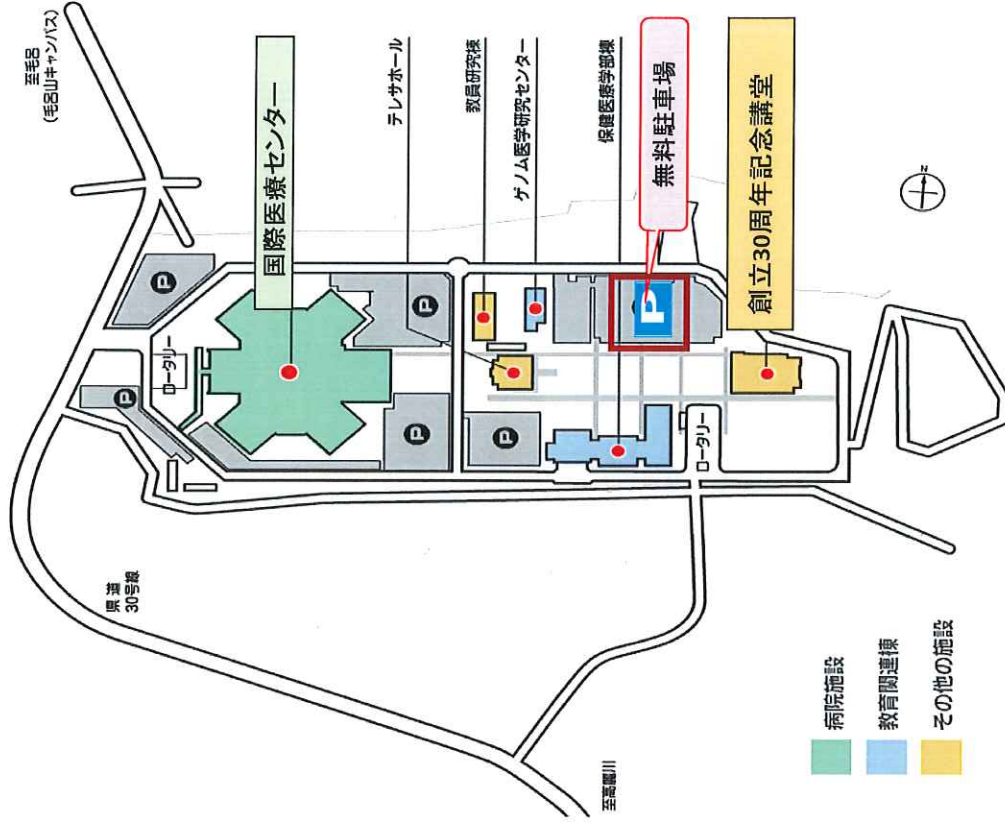 至毛呂
(毛呂山キャンパス)
県道
30号線
至高麗川
ロータリー
P
P
P
P
P
P
P
ロータリー
国際医療センター
テレサホール
教員研究棟
ゲノム医学研究センター
保健医療学部棟
無料駐車場
創立30周年記念講堂
N
病院施設
教育関連棟
その他の施設